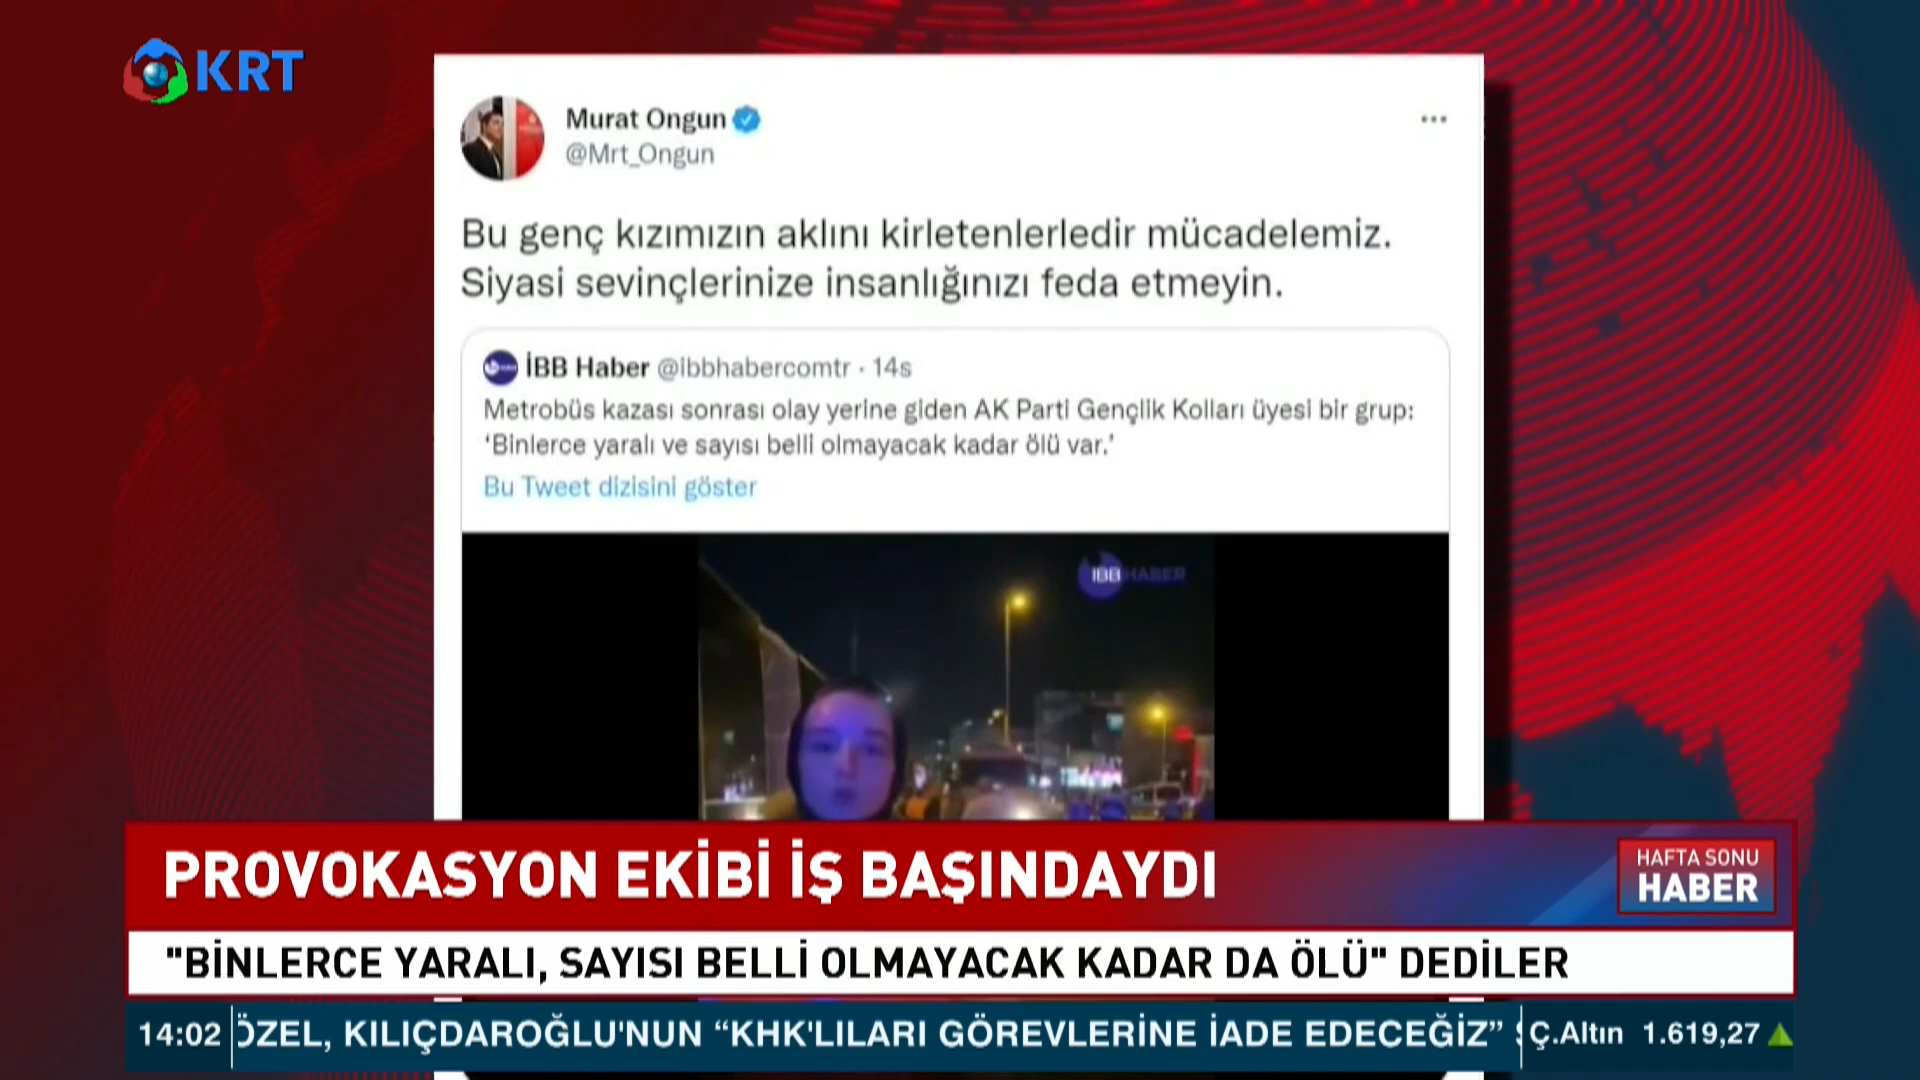 KRT
Murat Ongun
@Mrt_Ongun
Bu genç kızımızın aklını kirletenlerledir mücadelemiz.
Siyasi sevinçlerinize insanlığınızı feda etmeyin.
İBB Haber @ibbhabercomtr · 14s
Metrobüs kazası sonrası olay yerine giden AK Parti Gençlik Kolları üyesi bir grup:
‘Binlerce yaralı ve sayısı belli olmayacak kadar ölü var.’
Bu Tweet dizisini göster
İBB HABER
PROVOKASYON EKİBİ İŞ BAŞINDAYDI
HAFTA SONU
HABER
"BİNLERCE YARALI, SAYISI BELLİ OLMAYACAK KADAR DA ÖLÜ" DEDİLER
14:02 ÖZEL, KILIÇDAROĞLU'NUN “KHK'LILARI GÖREVLERİNE İADE EDECEĞİZ” Ç.Altın 1.619,27